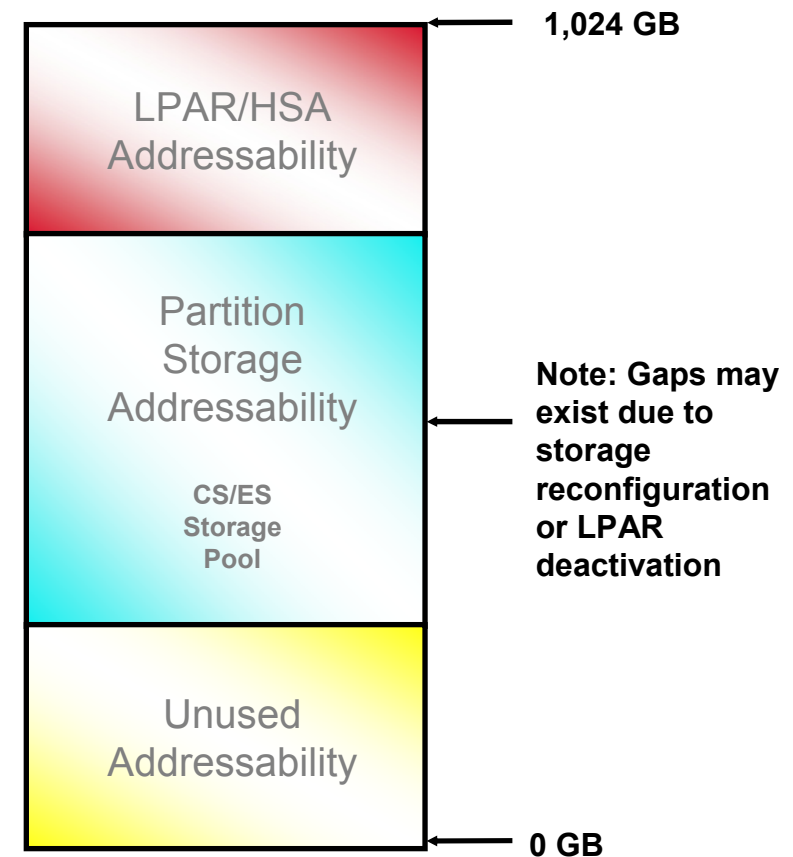 1,024 GB
LPAR/HSA
Addressability
Partition
Storage
Addressability
CS/ES
Storage
Pool
Note: Gaps may
exist due to
storage
reconfiguration
or LPAR
deactivation
Unused
Addressability
0 GB